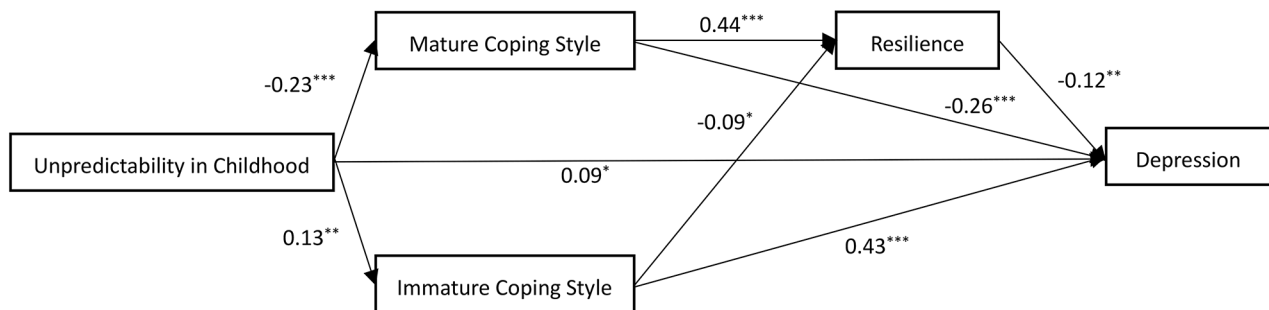 Mature Coping Style
0.44***
Resilience
-0.23***
-0.12**
-0.26***
-0.09*
Unpredictability in Childhood
0.09*
Depression
0.13**
0.43***
Immature Coping Style